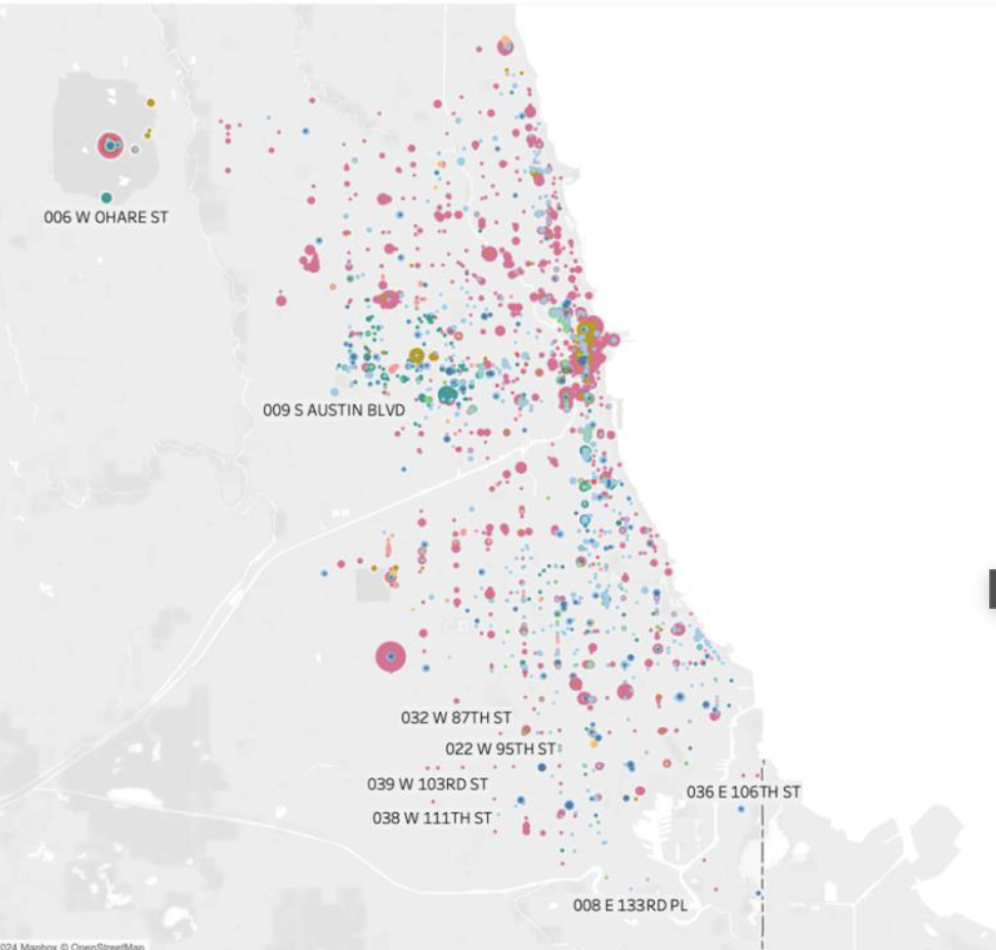 006 W OHARE ST
009 S AUSTIN BLVD
032 W 87TH ST
022 W 95TH ST
039 W 103RD ST
036 E 106TH ST
038 W 111TH ST
008 E 133RD PL
024 Mapbox © OpenStreetMap